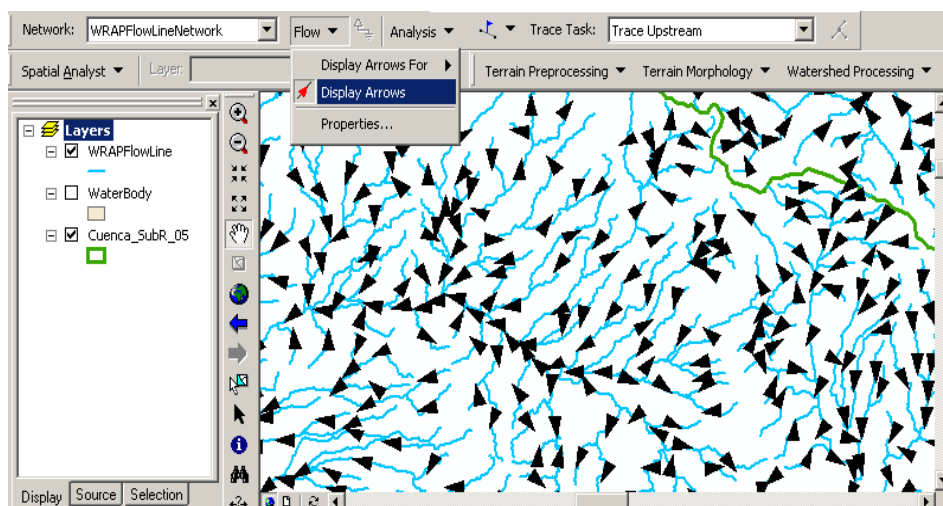 Network: WRAPFlowLineNetwork Flow Analysis Trace Task: Trace Upstream
Spatial Analyst Layer: Terrain Preprocessing Terrain Morphology Watershed Processing
Display Arrows For
Display Arrows
Properties...
Layers
WRAPFlowLine
WaterBody
Cuenca_SubR_05
Display Source Selection